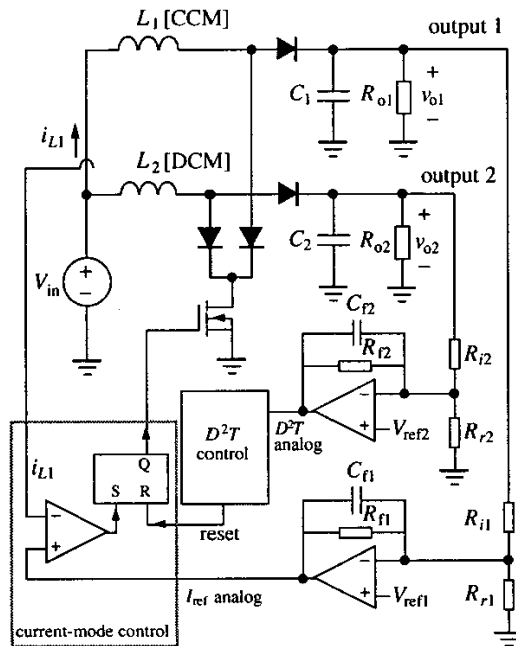 L1 [CCM]
output 1
C1
Ro1
+
vo1
−
iL1
L2 [DCM]
output 2
C2
Ro2
+
vo2
−
Vin
+
−
Cf2
Rf2
Ri2
−
+
Vref2
Rr2
D²T
control
D²T
analog
Q
S
R
iL1
−
+
reset
Cf1
Rf1
Ri1
−
+
Vref1
Rr1
Iref analog
current-mode control